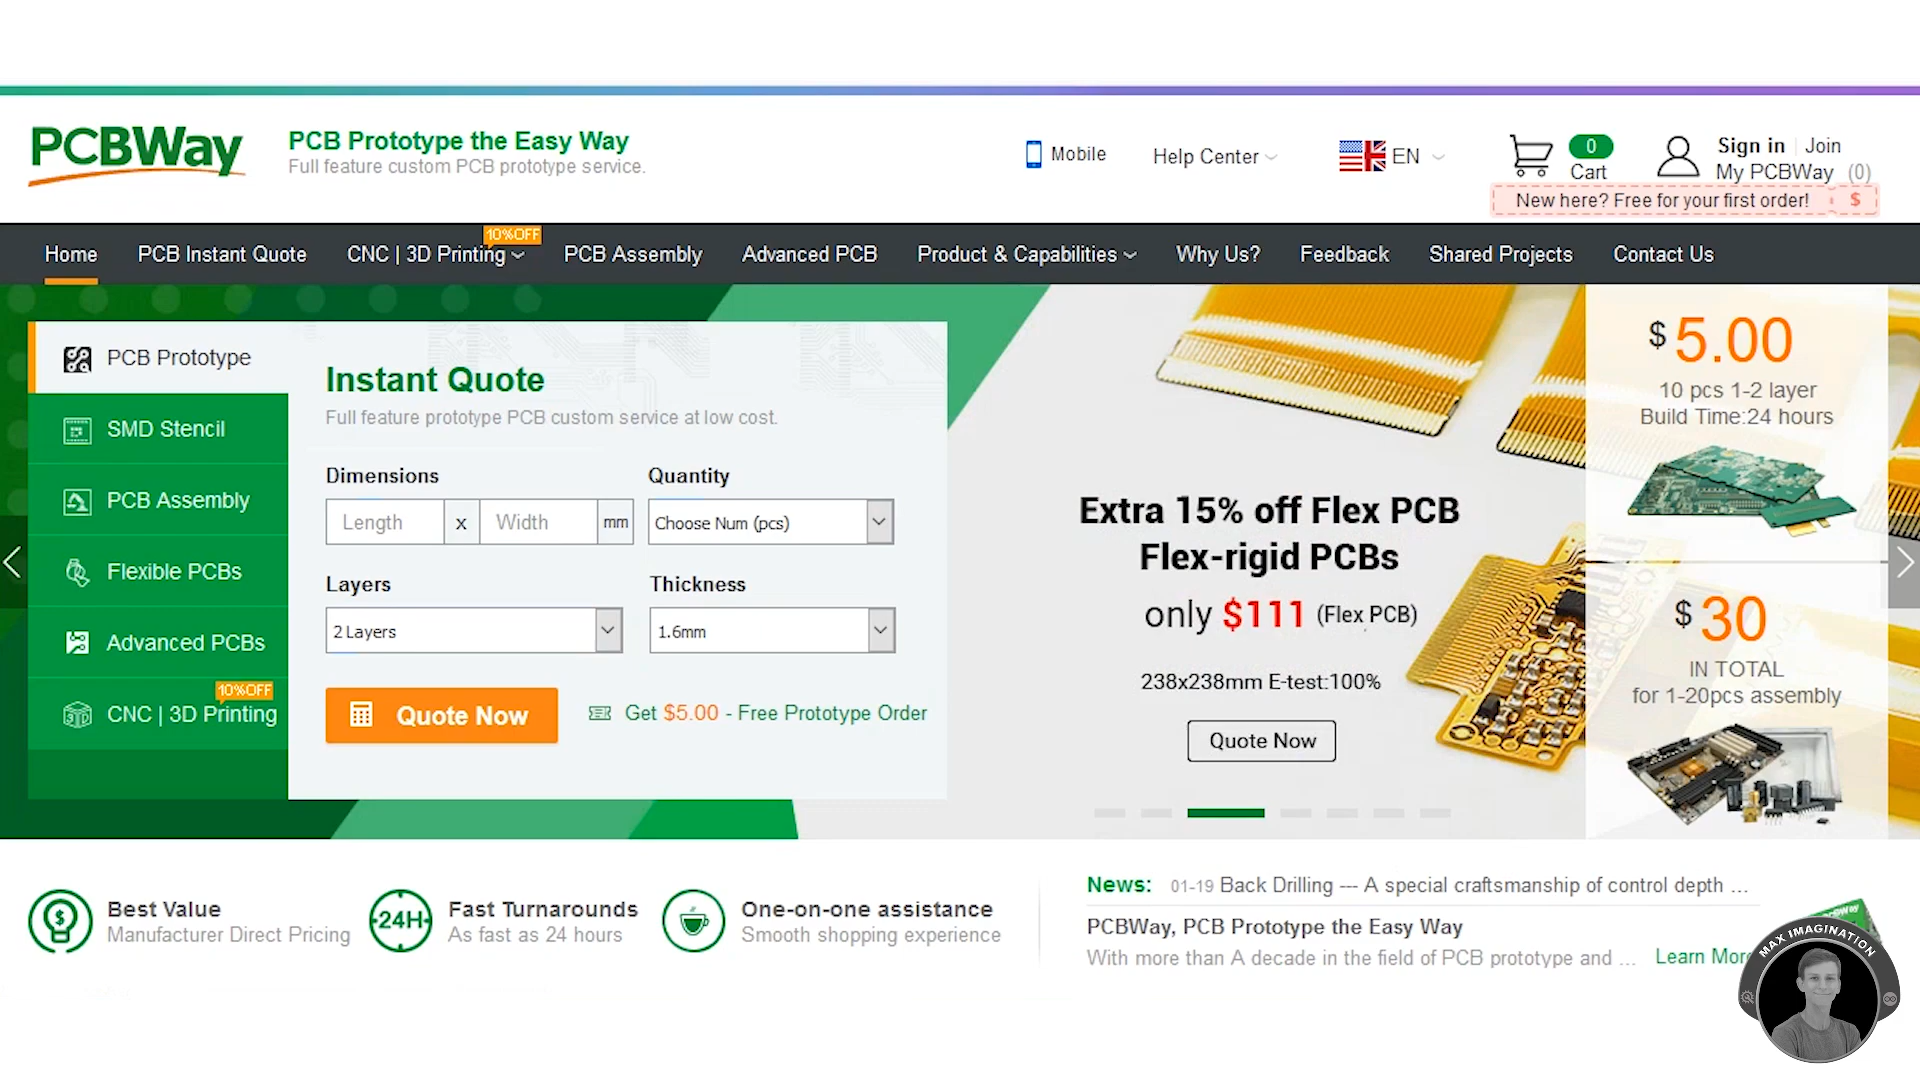 PCBWay
PCB Prototype the Easy Way
Full feature custom PCB prototype service.
Mobile
Help Center
EN
0
Cart
Sign in
Join
My PCBWay (0)
New here? Free for your first order! $
Home
PCB Instant Quote
CNC | 3D Printing
10%OFF
PCB Assembly
Advanced PCB
Product & Capabilities
Why Us?
Feedback
Shared Projects
Contact Us
PCB Prototype
SMD Stencil
PCB Assembly
Flexible PCBs
Advanced PCBs
10%OFF
CNC | 3D Printing
Instant Quote
Full feature prototype PCB custom service at low cost.
Dimensions
Quantity
Length x Width mm
Choose Num (pcs)
Layers
Thickness
2 Layers
1.6mm
Quote Now
Get $5.00 - Free Prototype Order
Extra 15% off Flex PCB
Flex-rigid PCBs
only $111 (Flex PCB)
238x238mm E-test:100%
Quote Now
$5.00
10 pcs 1-2 layer
Build Time:24 hours
$30
IN TOTAL
for 1-20pcs assembly
Best Value
Manufacturer Direct Pricing
24H
Fast Turnarounds
As fast as 24 hours
One-on-one assistance
Smooth shopping experience
News: 01-19 Back Drilling --- A special craftsmanship of control depth ...
PCBWay, PCB Prototype the Easy Way
With more than A decade in the field of PCB prototype and ...
Learn More
MAX IMAGINATION